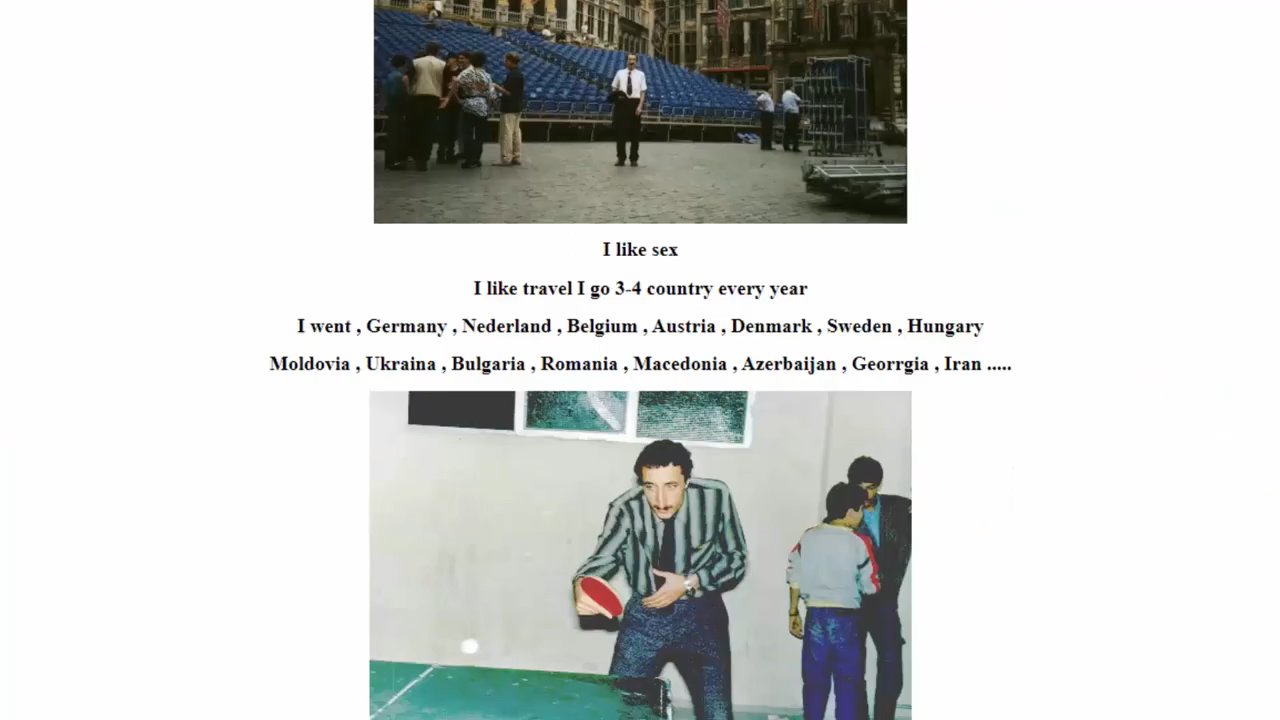 I like sex
I like travel I go 3-4 country every year
I went , Germany , Nederland , Belgium , Austria , Denmark , Sweden , Hungary
Moldovia , Ukraina , Bulgaria , Romania , Macedonia , Azerbaijan , Georrgia , Iran .....